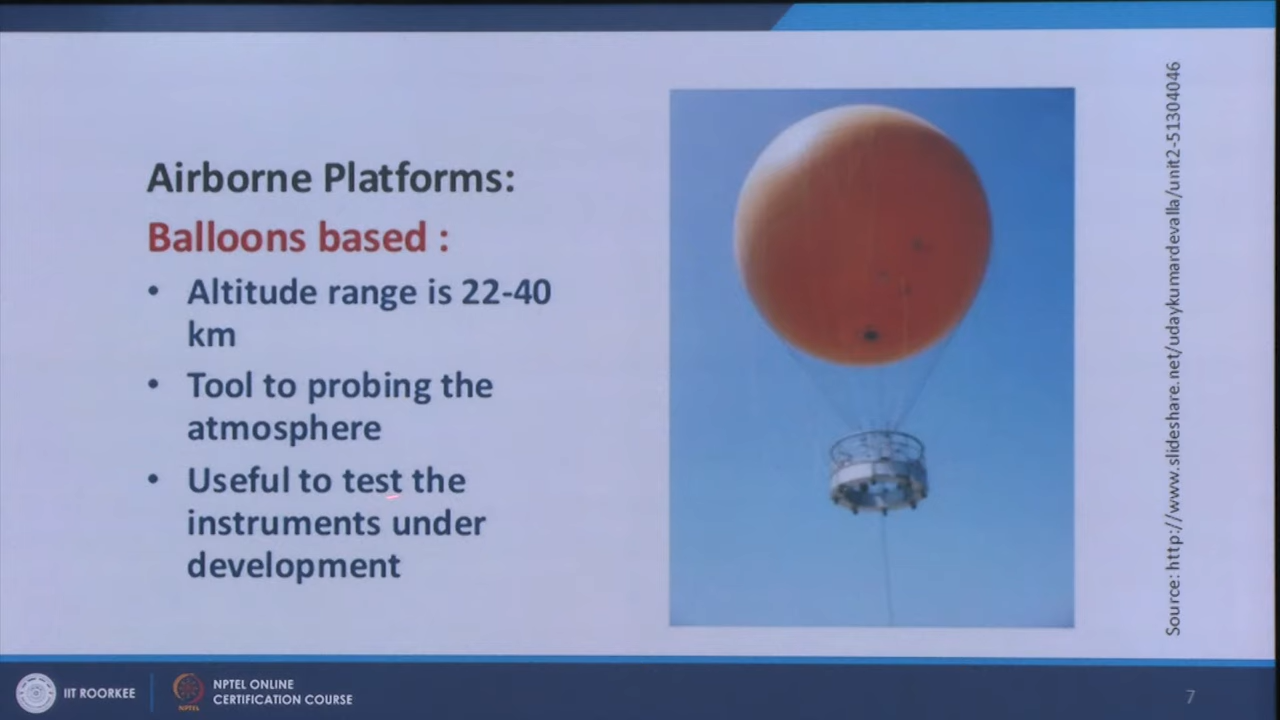 Airborne Platforms:
Balloons based :
• Altitude range is 22-40
km
• Tool to probing the
atmosphere
• Useful to test the
instruments under
development
Source: http://www.slideshare.net/udaykumardevalla/unit2-51304046
IIT ROORKEE
NPTEL ONLINE
CERTIFICATION COURSE
7